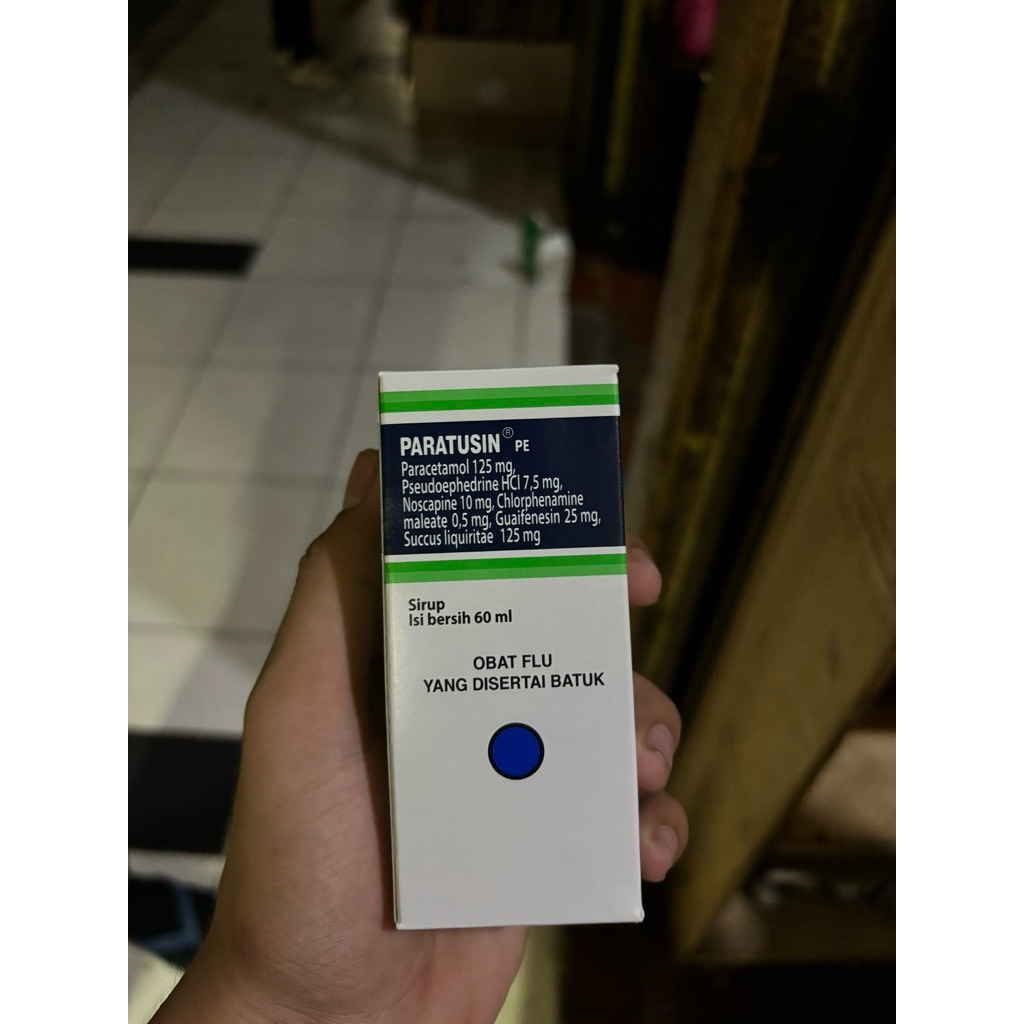 PARATUSIN® PE
Paracetamol 125 mg,
Pseudoephedrine HCl 7,5 mg,
Noscapine 10 mg, Chlorphenamine
maleate 0,5 mg, Guaifenesin 25 mg,
Succus liquiritae 125 mg
Sirup
Isi bersih 60 ml
OBAT FLU
YANG DISERTAI BATUK